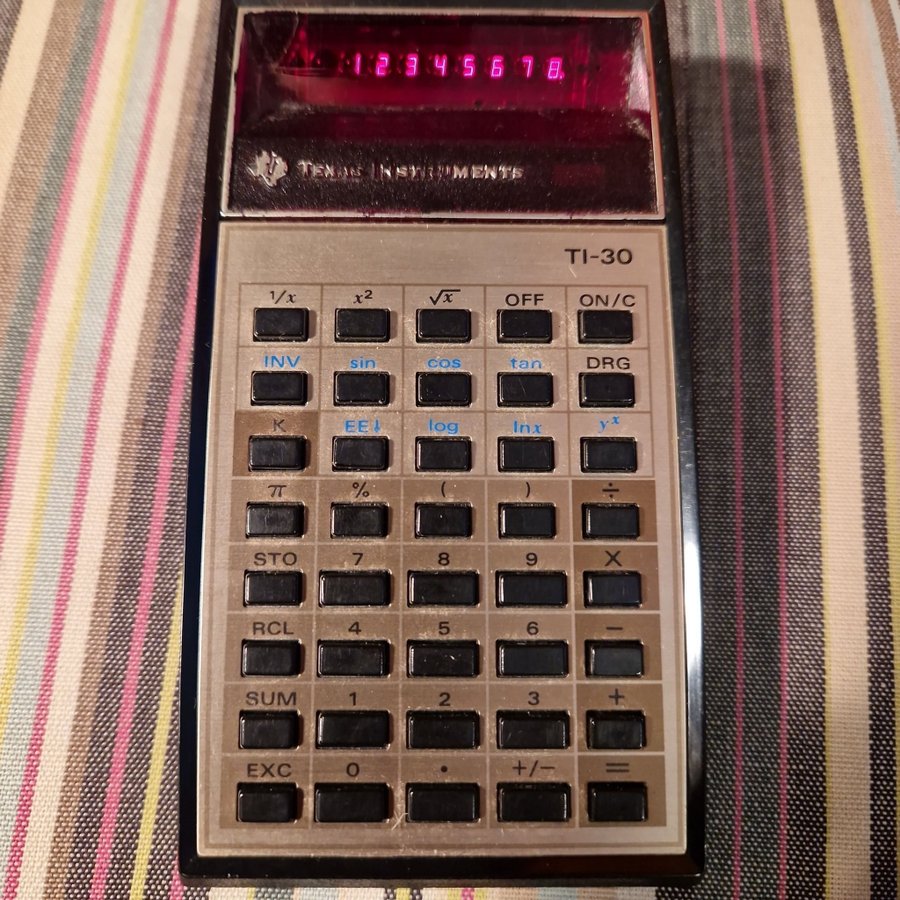 12345678.
TEXAS INSTRUMENTS
TI-30
1/x x² √x OFF ON/C
INV sin cos tan DRG
K EE↓ log lnx yˣ
π % ( ) ÷
STO 7 8 9 X
RCL 4 5 6 −
SUM 1 2 3 +
EXC 0 . +/− =